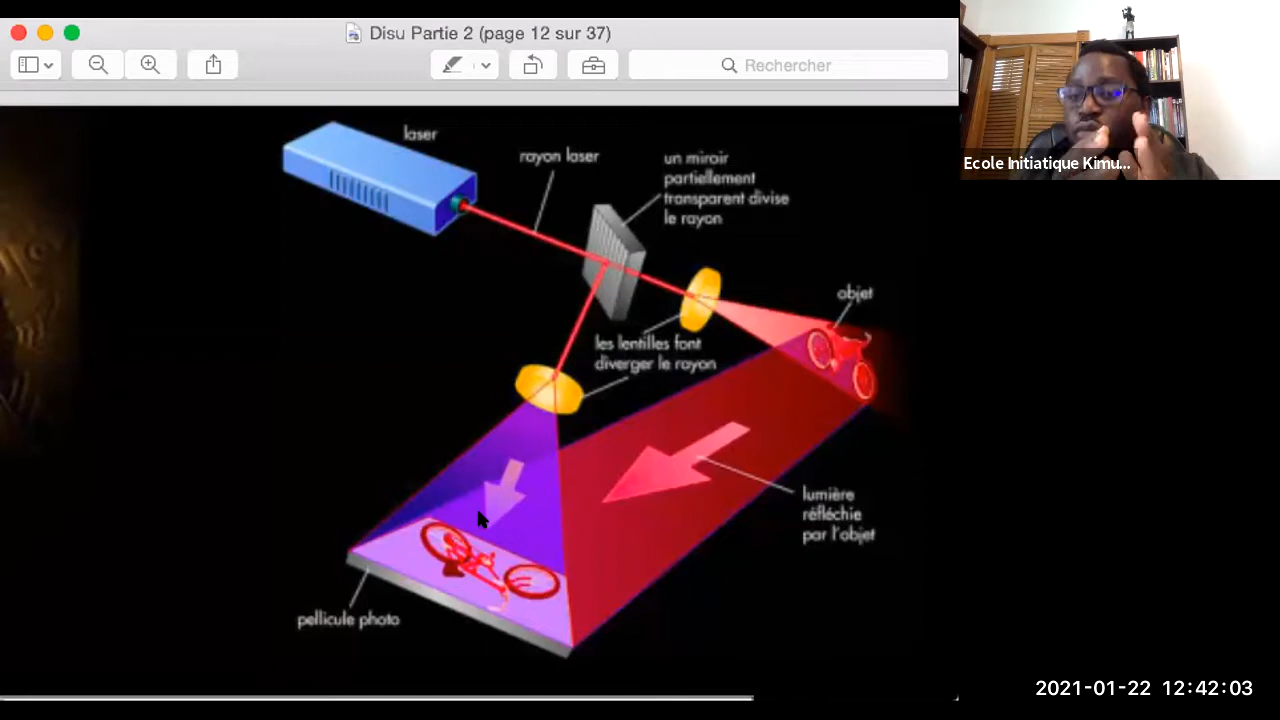 Disu Partie 2 (page 12 sur 37)
Rechercher
Ecole Initiatique Kimu...
laser
rayon laser
un miroir
partiellement
transparent divise
le rayon
objet
les lentilles font
diverger le rayon
lumière
réfléchie
par l'objet
pellicule photo
2021-01-22 12:42:03